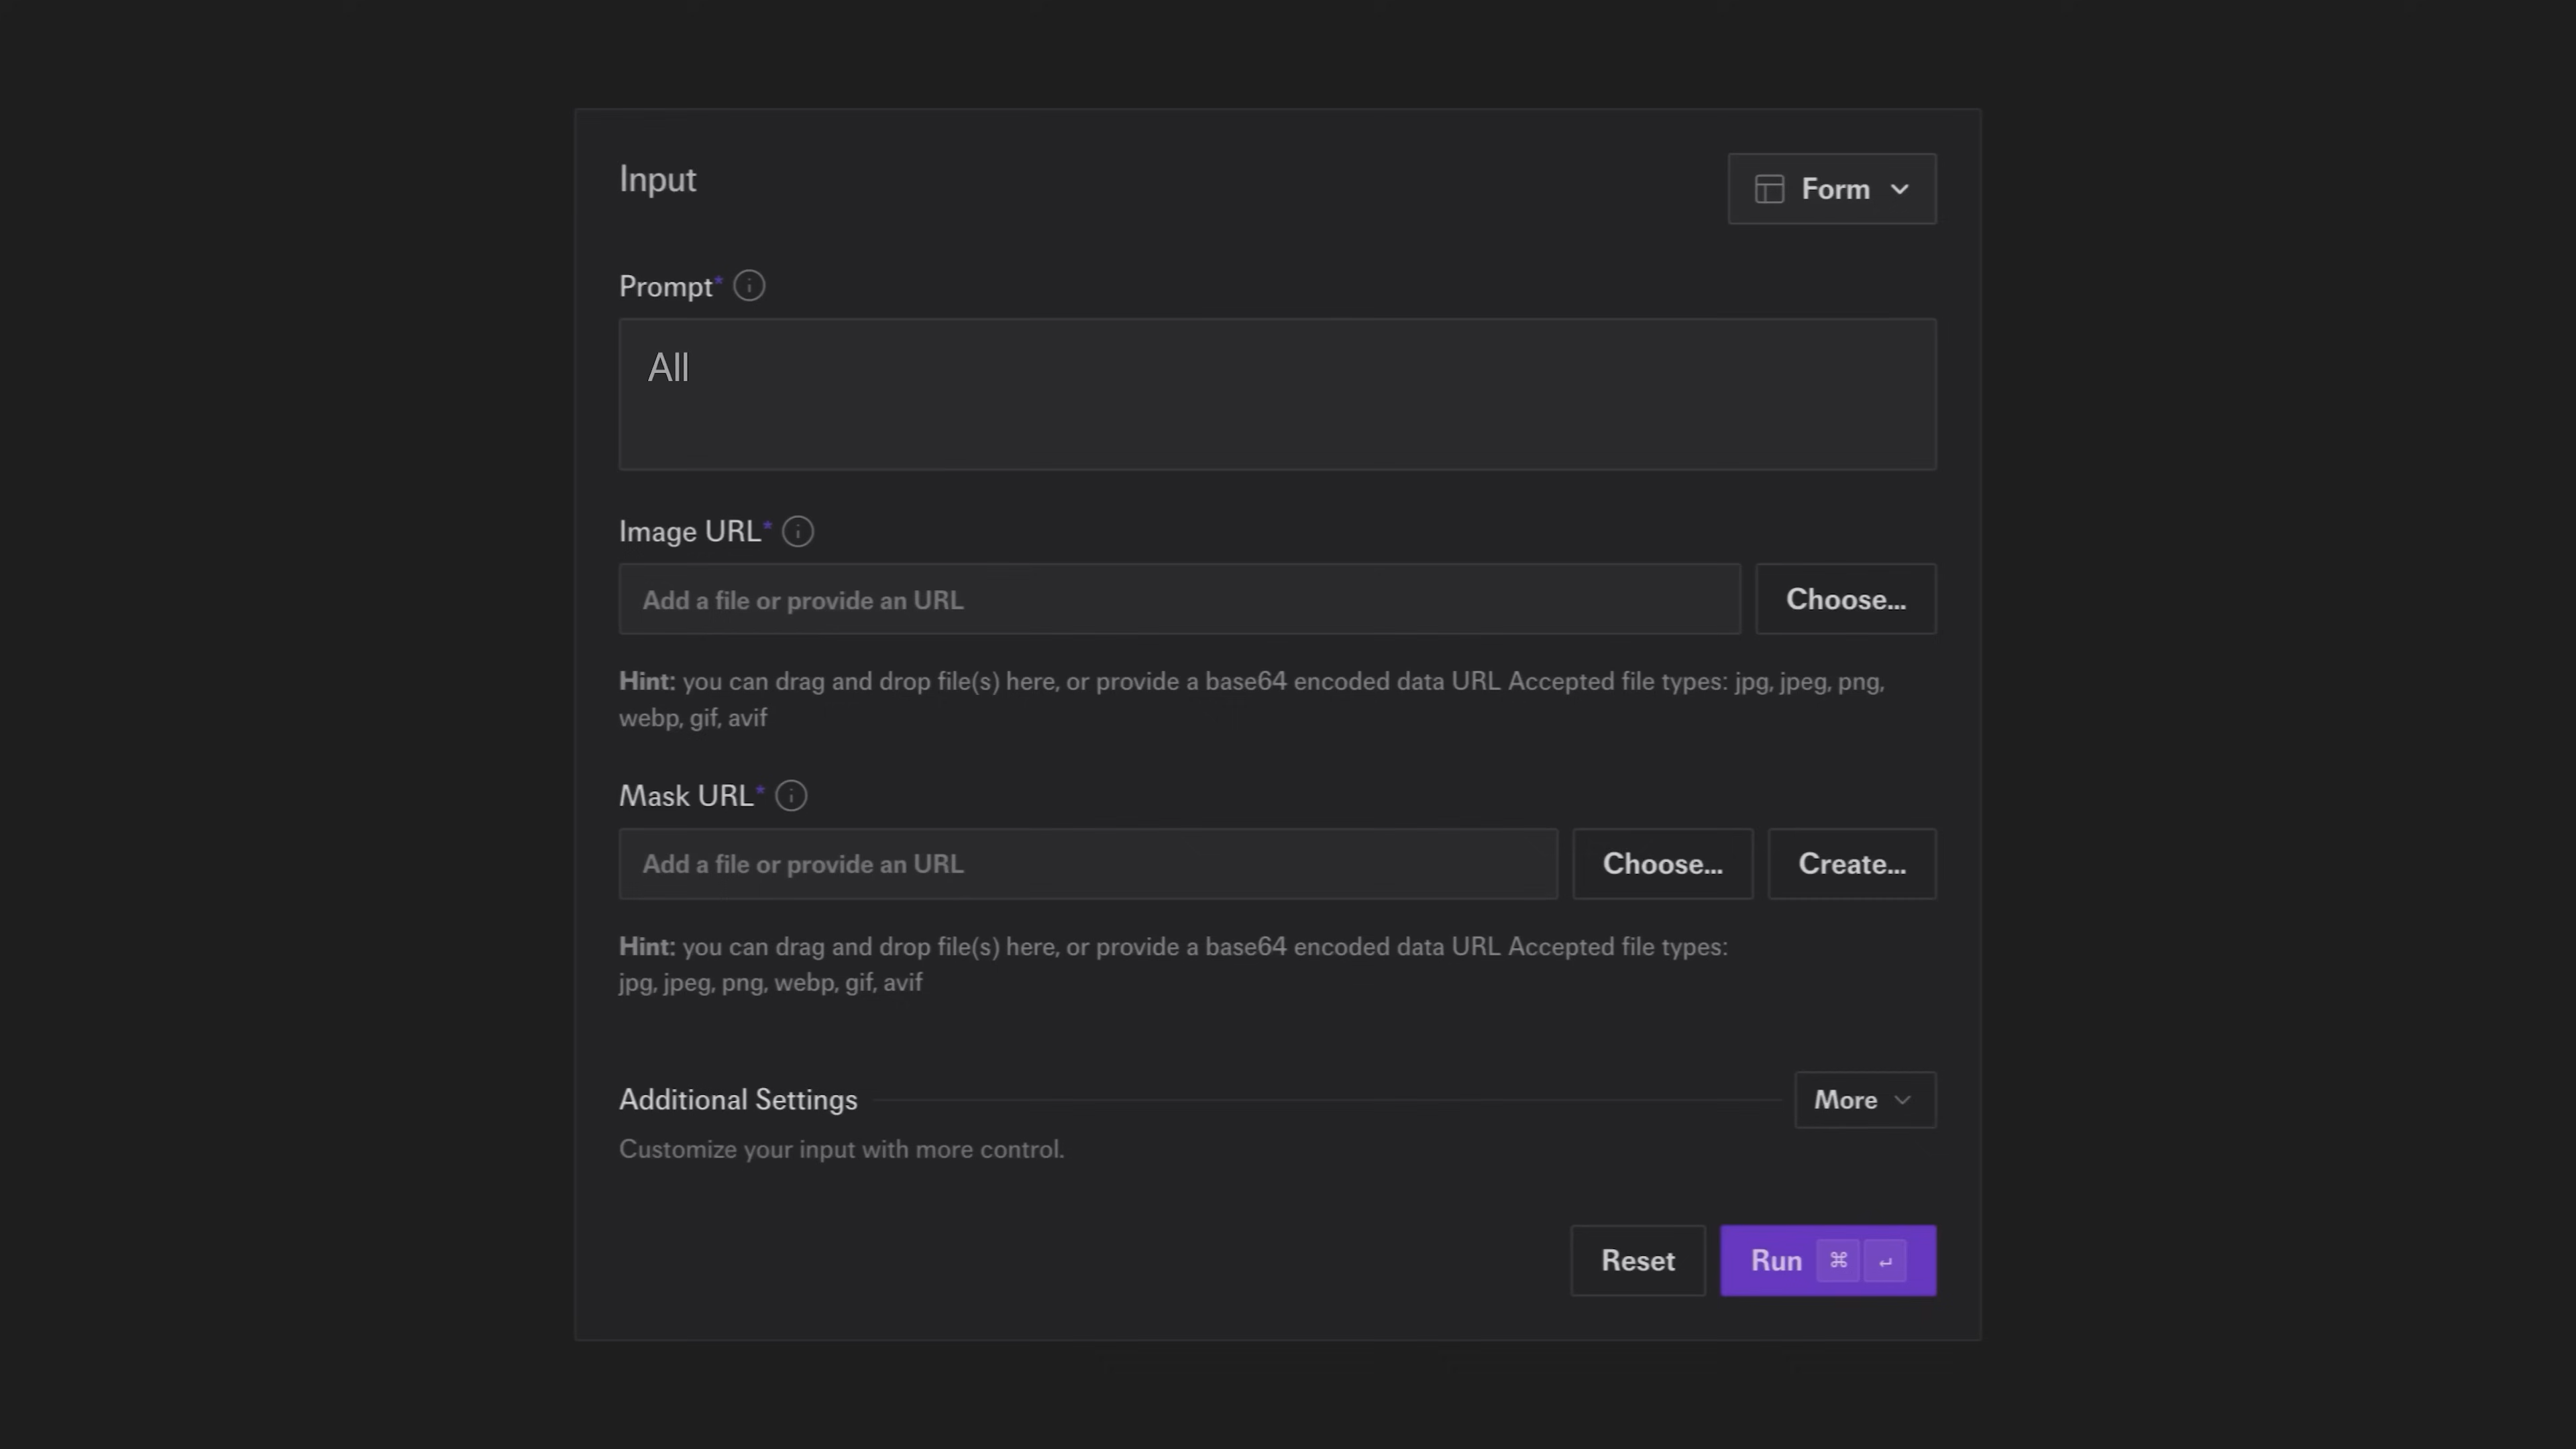 Input
Form
Prompt*
All
Image URL*
Add a file or provide an URL
Choose...
Hint: you can drag and drop file(s) here, or provide a base64 encoded data URL Accepted file types: jpg, jpeg, png,
webp, gif, avif
Mask URL*
Add a file or provide an URL
Choose...
Create...
Hint: you can drag and drop file(s) here, or provide a base64 encoded data URL Accepted file types:
jpg, jpeg, png, webp, gif, avif
Additional Settings
More
Customize your input with more control.
Reset
Run ⌘ ↵